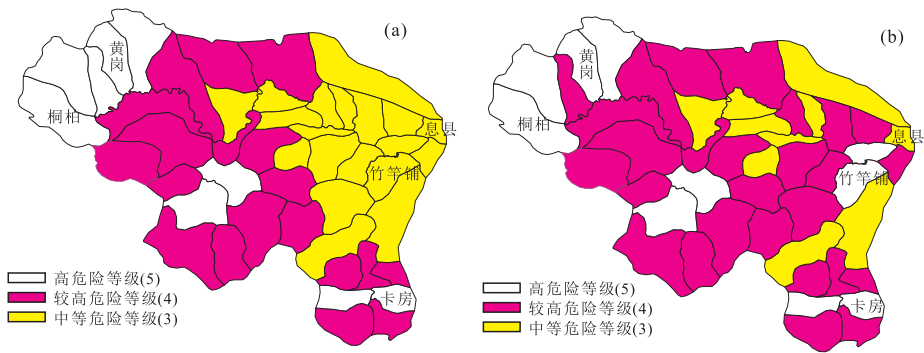 (a)
黄岗
桐柏
息县
竹竿铺
卡房
高危险等级(5)
较高危险等级(4)
中等危险等级(3)
(b)
黄岗
桐柏
息县
竹竿铺
卡房
高危险等级(5)
较高危险等级(4)
中等危险等级(3)